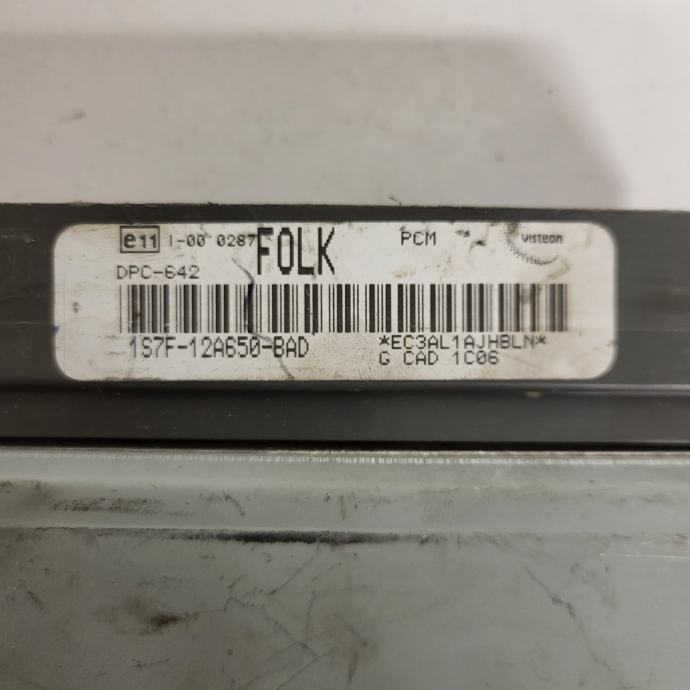 e11 I-00 0287 FOLK PCM Visteon
DPC-642
1S7F-12A650-BAD *EC3AL1AJHBLN*
G CAD 1C06